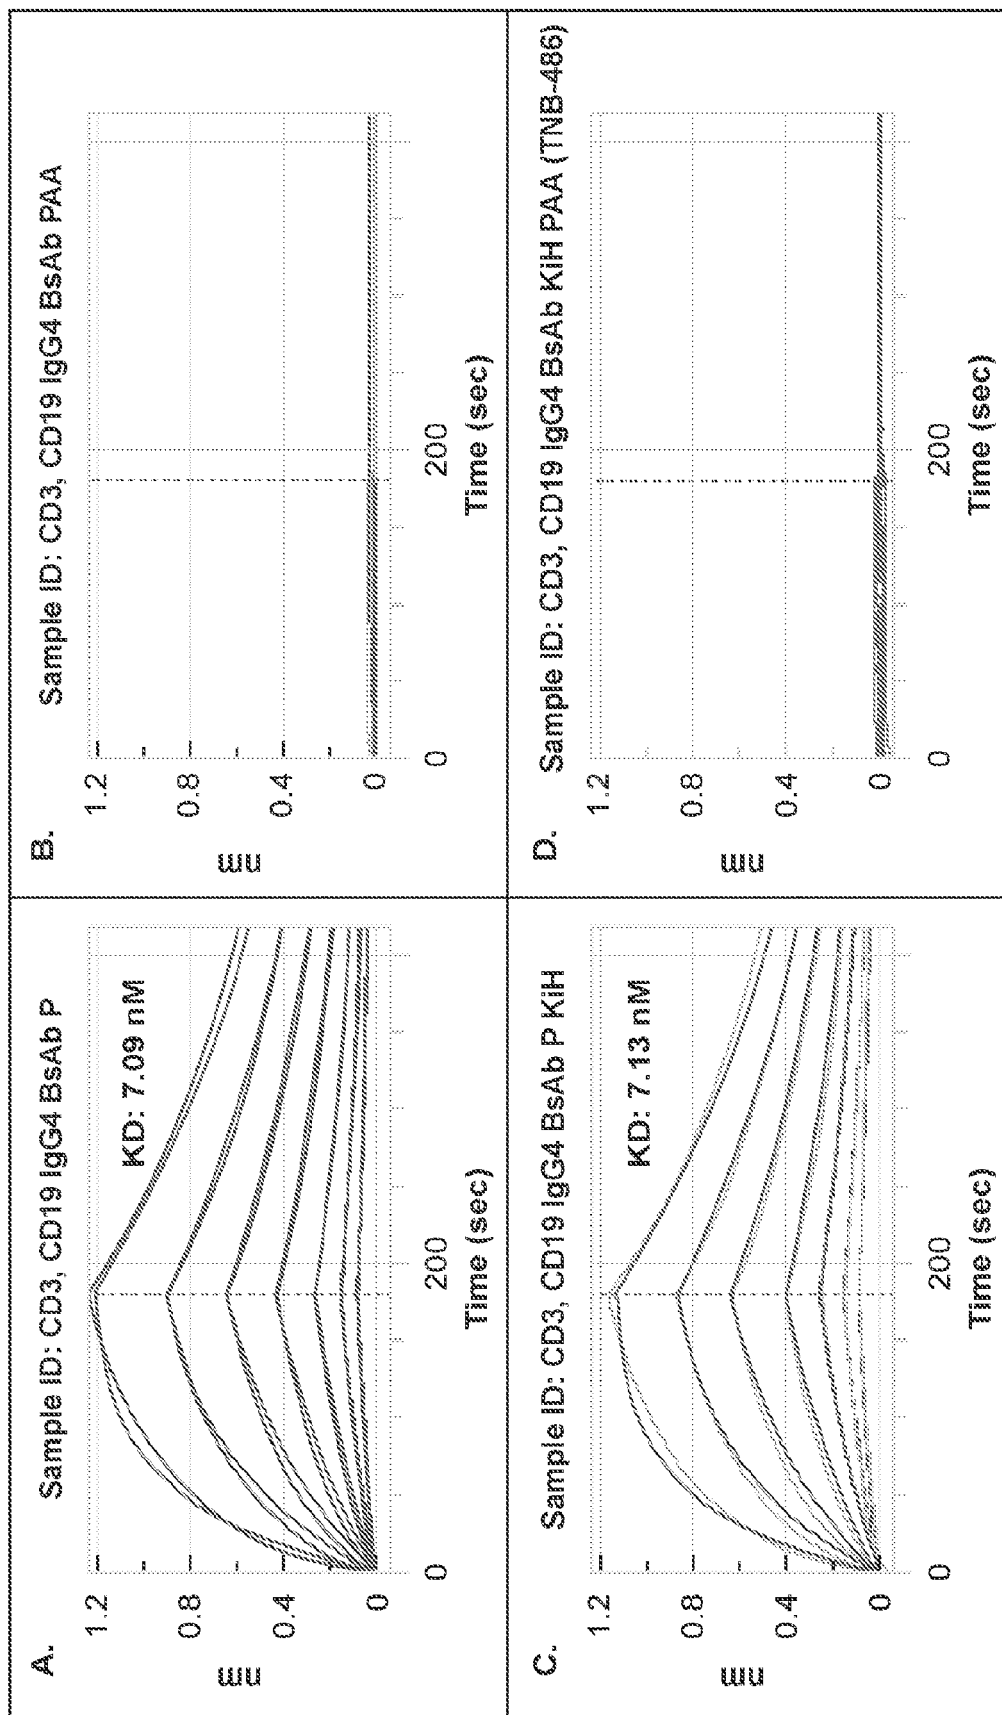 A.
Sample ID: CD3, CD19 IgG4 BsAb P
KD: 7.09 nM
nm
1.2
0.8
0.4
0
0
200
Time (sec)
B.
Sample ID: CD3, CD19 IgG4 BsAb PAA
nm
1.2
0.8
0.4
0
0
200
Time (sec)
C.
Sample ID: CD3, CD19 IgG4 BsAb P KiH
KD: 7.13 nM
nm
1.2
0.8
0.4
0
0
200
Time (sec)
D.
Sample ID: CD3, CD19 IgG4 BsAb KiH PAA (TNB-486)
nm
1.2
0.8
0.4
0
0
200
Time (sec)